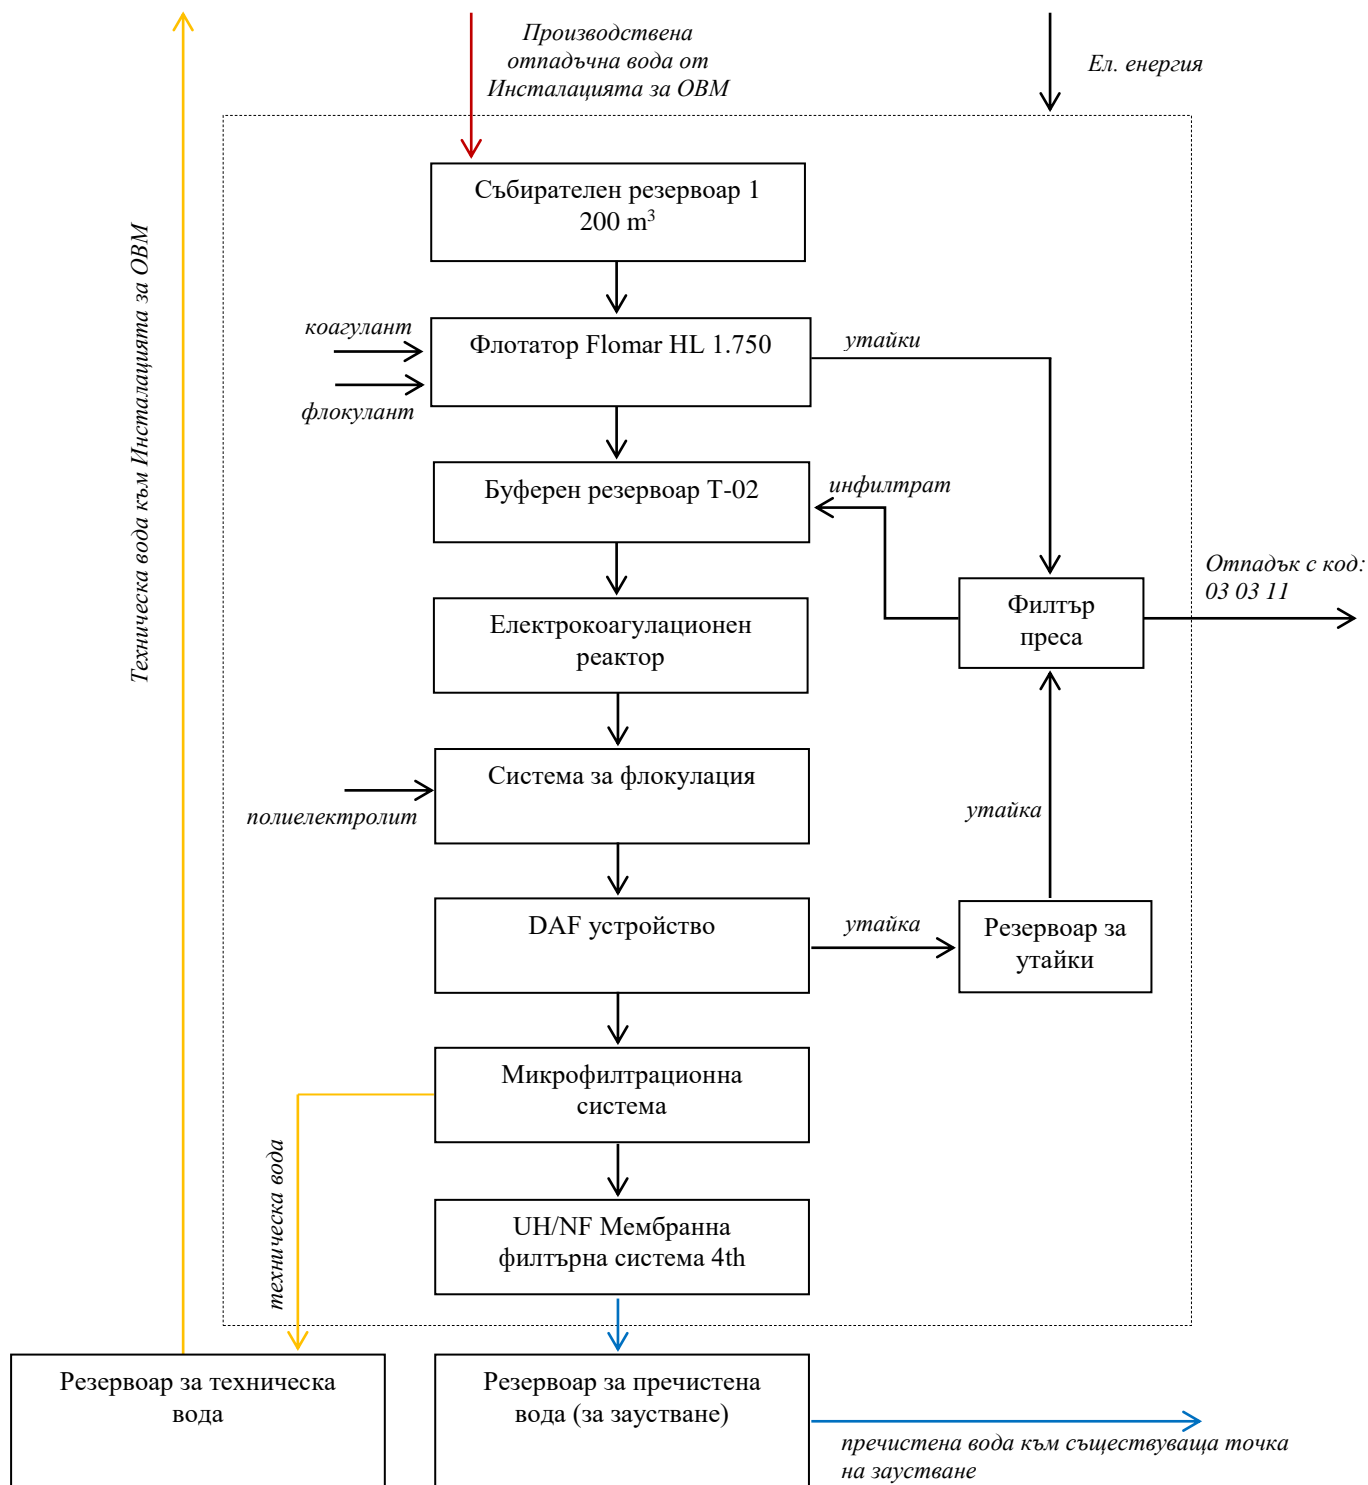 Производствена
отпадъчна вода от
Инсталацията за ОВМ
Ел. енергия
Техническа вода към Инсталацията за ОВМ
Събирателен резервоар 1
200 m³
коагулант
флокулант
Флотатор Flomar HL 1.750
утайки
Буферен резервоар Т-02
инфилтрат
Отпадък с код:
03 03 11
Филтър
преса
Електрокоагулационен
реактор
Система за флокулация
полиелектролит
утайка
DAF устройство
утайка
Резервоар за
утайки
Микрофилтрационна
система
техническа вода
UH/NF Мембранна
филтърна система 4th
Резервоар за техническа
вода
Резервоар за пречистена
вода (за заустване)
пречистена вода към съществуваща точка
на заустване